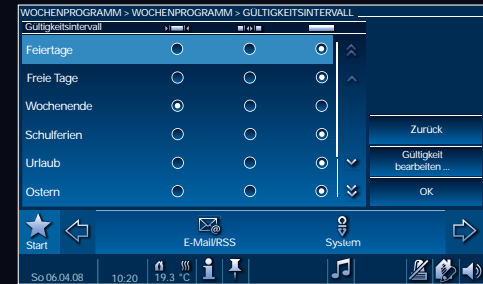 WOCHENPROGRAMM > WOCHENPROGRAMM > GÜLTIGKEITSINTERVALL
Gültigkeitsintervall
Feiertage
Freie Tage
Wochenende
Schulferien
Urlaub
Ostern
Zurück
Gültigkeit
bearbeiten ...
OK
Start
E-Mail/RSS
System
So 06.04.08
10:20
19.3 °C